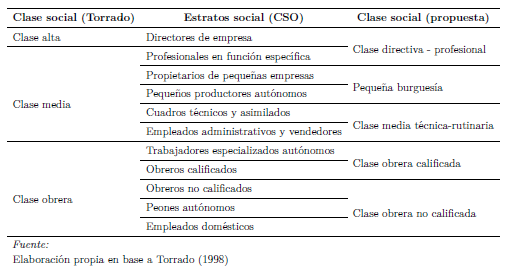 Clase social (Torrado) Estratos social (CSO) Clase social (propuesta)
Clase alta Directores de empresa
Clase directiva - profesional
Profesionales en función específica
Propietarios de pequeñas empresas
Pequeña burguesía
Pequeños productores autónomos
Clase media
Cuadros técnicos y asimilados
Clase media técnica-rutinaria
Empleados administrativos y vendedores
Trabajadores especializados autónomos
Clase obrera calificada
Obreros calificados
Obreros no calificados
Clase obrera
Peones autónomos
Clase obrera no calificada
Empleados domésticos
Fuente:
Elaboración propia en base a Torrado (1998)